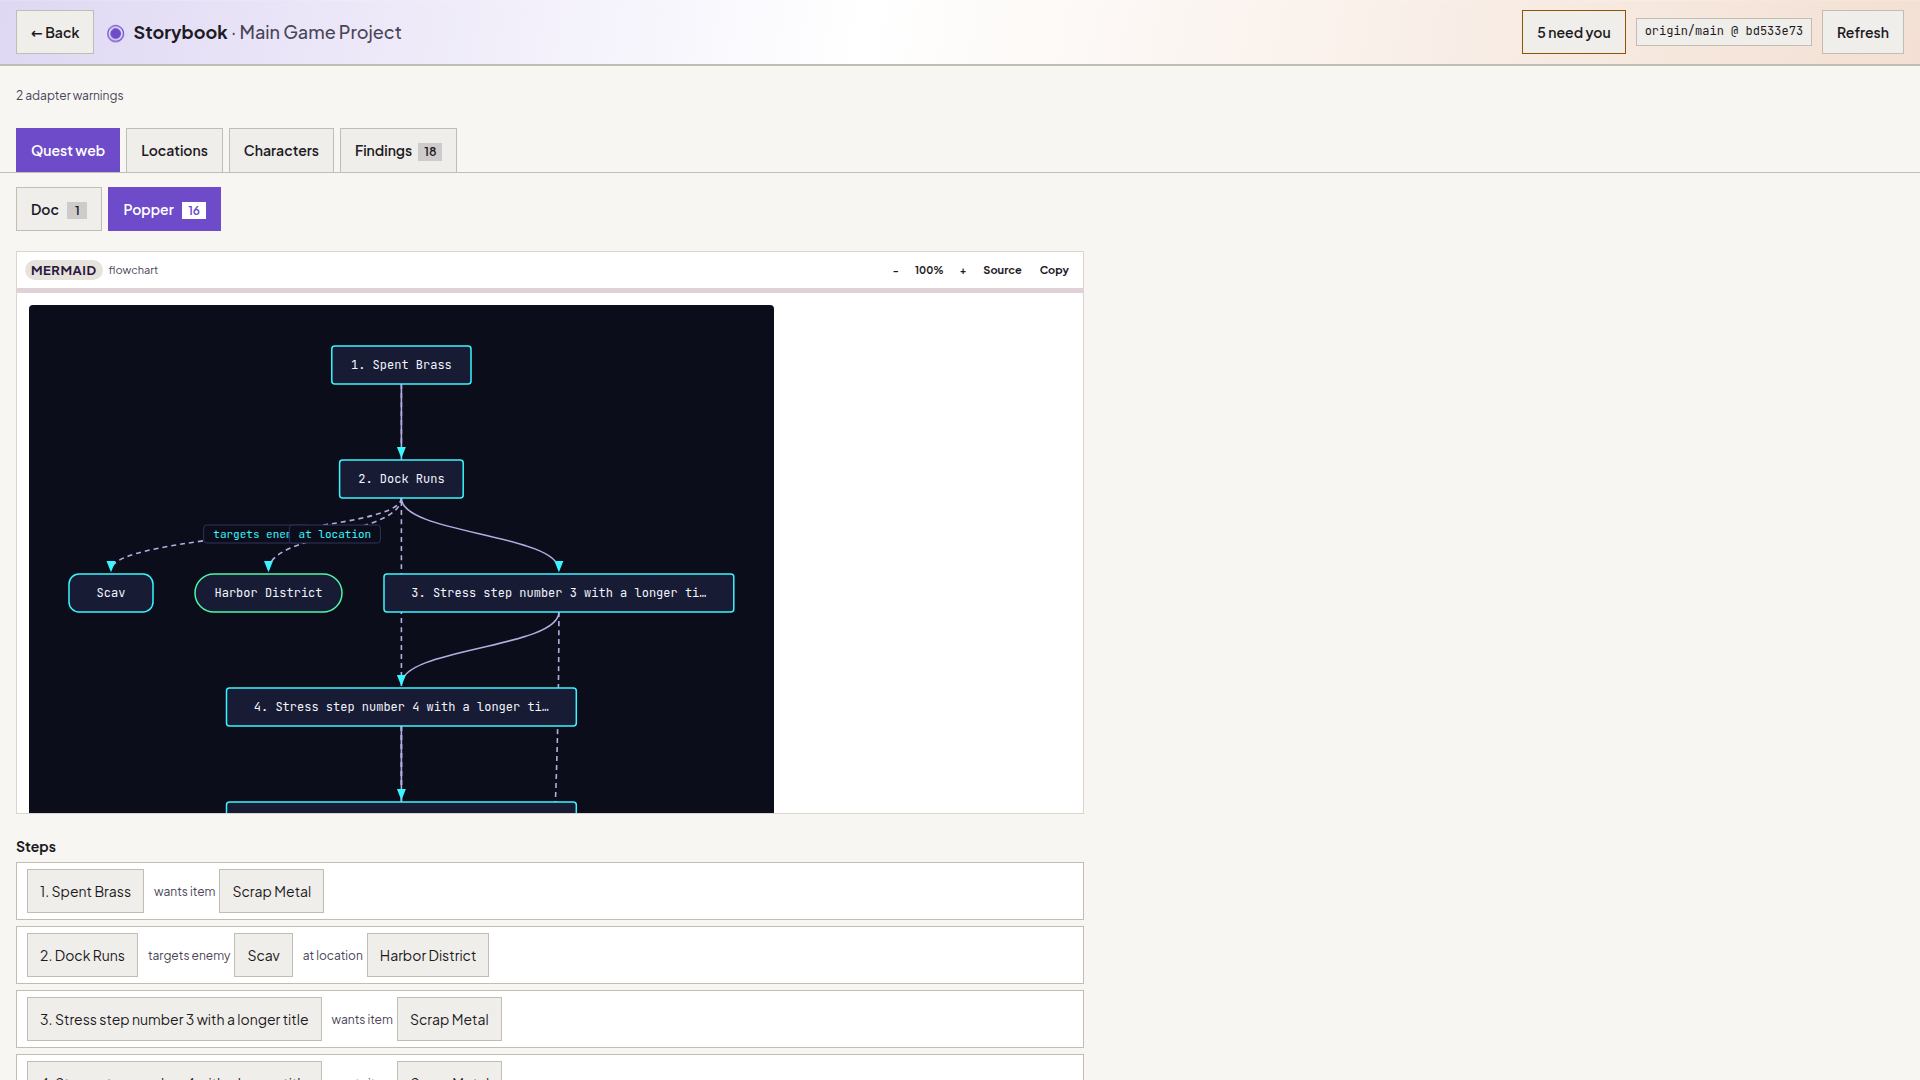 ← Back
Storybook · Main Game Project
5 need you
origin/main @ bd533e73
Refresh
2 adapter warnings
Quest web
Locations
Characters
Findings 18
Doc 1
Popper 16
MERMAID flowchart
- 100% + Source Copy
1. Spent Brass
2. Dock Runs
targets enem
at location
Scav
Harbor District
3. Stress step number 3 with a longer ti…
4. Stress step number 4 with a longer ti…
Steps
1. Spent Brass wants item Scrap Metal
2. Dock Runs targets enemy Scav at location Harbor District
3. Stress step number 3 with a longer title wants item Scrap Metal